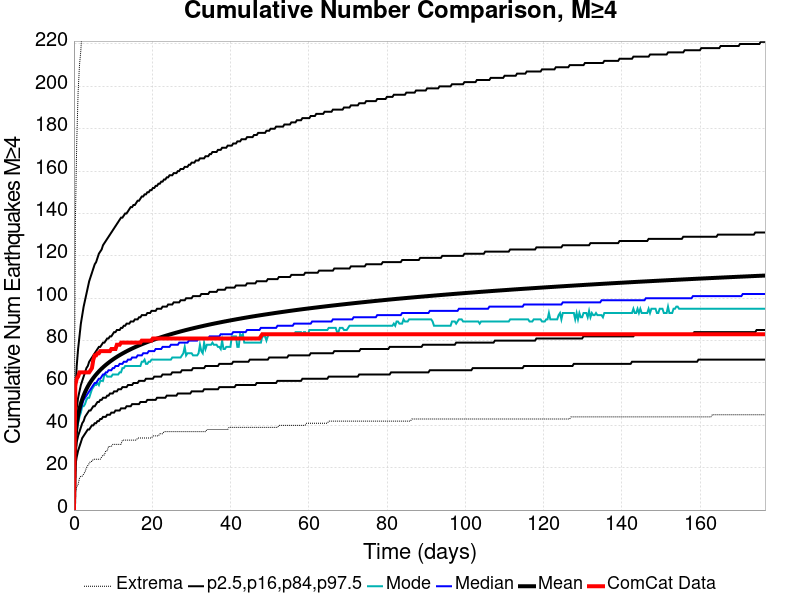 Cumulative Number Comparison, M≥4
Cumulative Num Earthquakes M≥4
220
200
180
160
140
120
100
80
60
40
20
0
0 20 40 60 80 100 120 140 160
Time (days)
Extrema p2.5,p16,p84,p97.5 Mode Median Mean ComCat Data